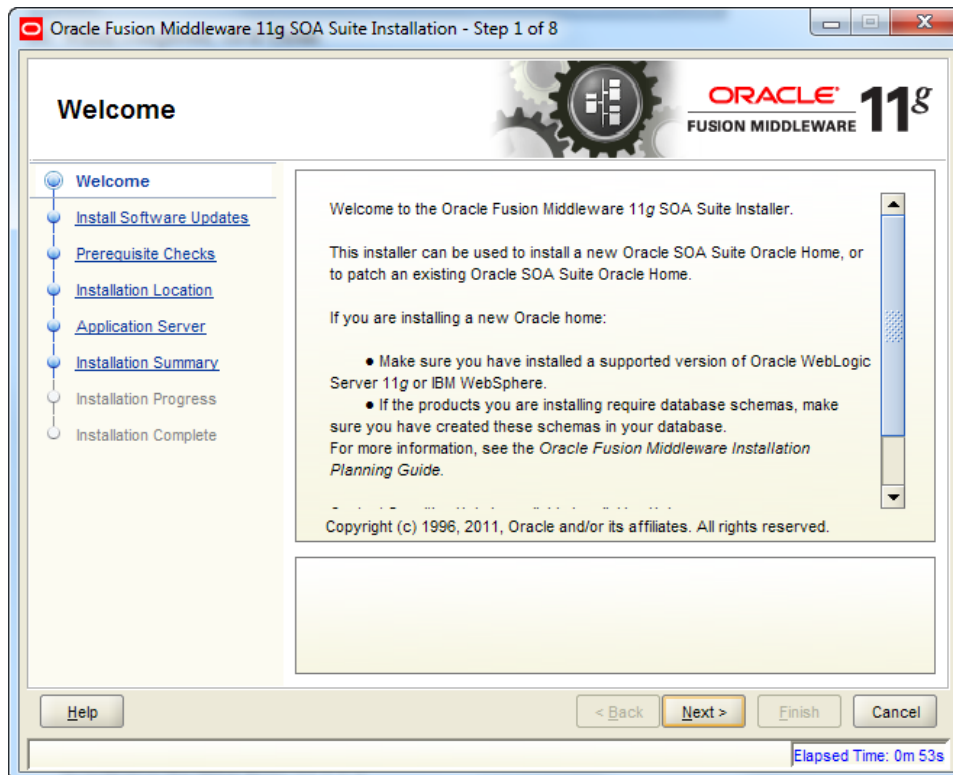 Oracle Fusion Middleware 11g SOA Suite Installation - Step 1 of 8
Welcome
ORACLE
FUSION MIDDLEWARE
11g
Welcome
Install Software Updates
Prerequisite Checks
Installation Location
Application Server
Installation Summary
Installation Progress
Installation Complete
Welcome to the Oracle Fusion Middleware 11g SOA Suite Installer.
This installer can be used to install a new Oracle SOA Suite Oracle Home, or
to patch an existing Oracle SOA Suite Oracle Home.
If you are installing a new Oracle home:
● Make sure you have installed a supported version of Oracle WebLogic
Server 11g or IBM WebSphere.
● If the products you are installing require database schemas, make
sure you have created these schemas in your database.
For more information, see the Oracle Fusion Middleware Installation
Planning Guide.
Copyright (c) 1996, 2011, Oracle and/or its affiliates. All rights reserved.
Help
< Back
Next >
Finish
Cancel
Elapsed Time: 0m 53s